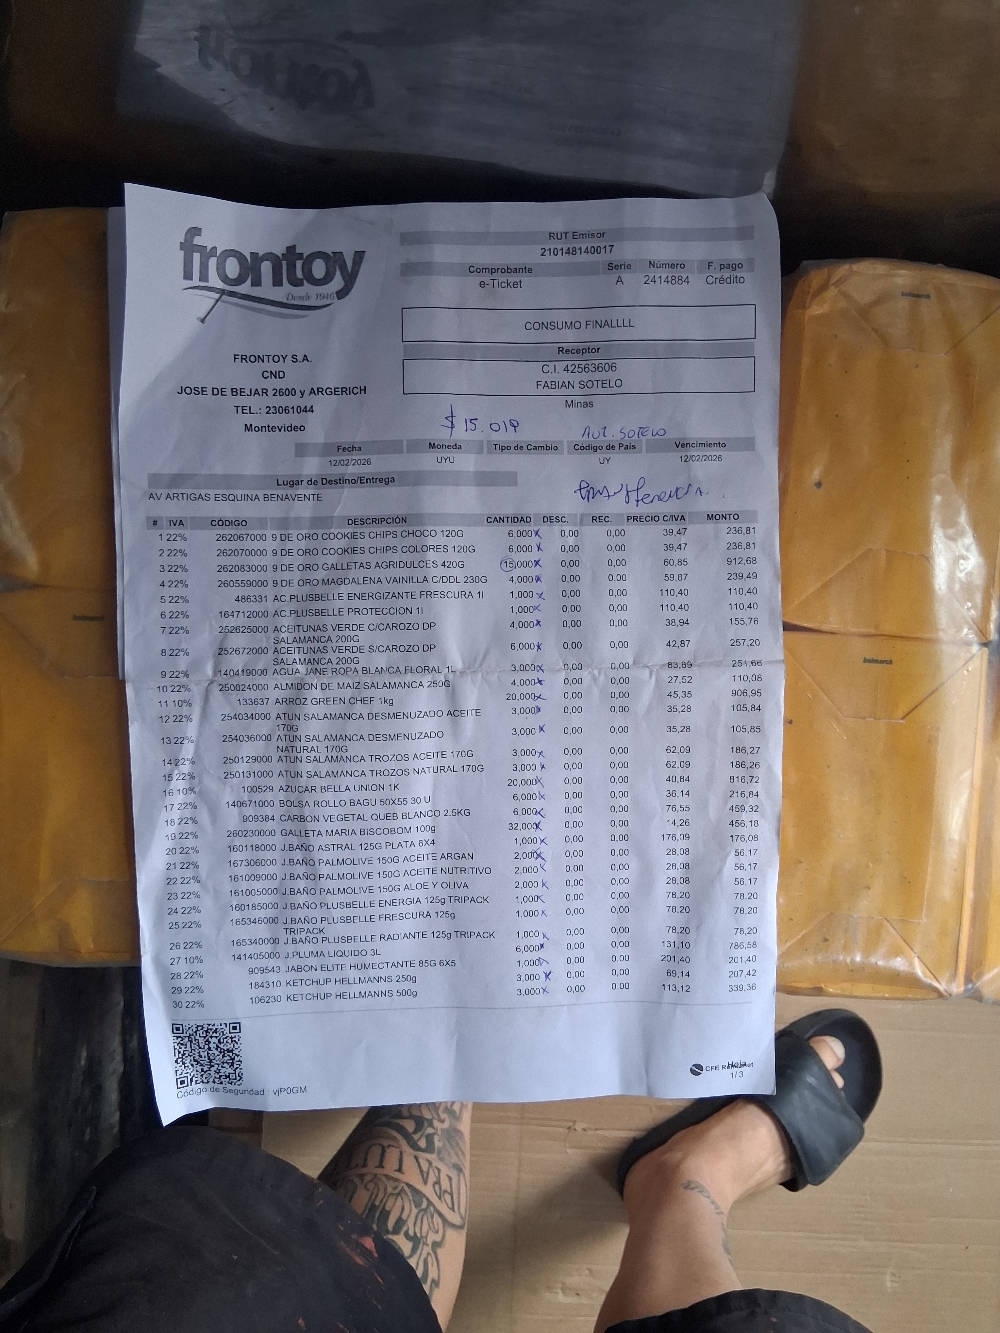 frontoy
Desde 1946
RUT Emisor
210148140017
Comprobante Serie Número F. pago
e-Ticket A 2414884 Crédito
CONSUMO FINALLLL
Receptor
C.I. 42563606
FABIAN SOTELO
Minas
FRONTOY S.A.
CND
JOSE DE BEJAR 2600 y ARGERICH
TEL.: 23061044
Montevideo
$ 15.019 AUT. SOTELO
Fecha Moneda Tipo de Cambio Código de País Vencimiento
12/02/2026 UYU UY 12/02/2026
Lugar de Destino/Entrega
AV ARTIGAS ESQUINA BENAVENTE
# IVA CÓDIGO DESCRIPCIÓN CANTIDAD DESC. REC. PRECIO C/IVA MONTO
1 22% 262067000 9 DE ORO COOKIES CHIPS CHOCO 120G 6,000 0,00 0,00 39,47 236,81
2 22% 262070000 9 DE ORO COOKIES CHIPS COLORES 120G 6,000 0,00 0,00 39,47 236,81
3 22% 262083000 9 DE ORO GALLETAS AGRIDULCES 420G 15,000 0,00 0,00 60,85 912,68
4 22% 260559000 9 DE ORO MAGDALENA VAINILLA C/DDL 230G 4,000 0,00 0,00 59,87 239,49
5 22% 486331 AC.PLUSBELLE ENERGIZANTE FRESCURA 1l 1,000 0,00 0,00 110,40 110,40
6 22% 164712000 AC.PLUSBELLE PROTECCION 1l 1,000 0,00 0,00 110,40 110,40
7 22% 252625000 ACEITUNAS VERDE C/CAROZO DP SALAMANCA 200G 4,000 0,00 0,00 38,94 155,76
8 22% 252672000 ACEITUNAS VERDE S/CAROZO DP SALAMANCA 200G 6,000 0,00 0,00 42,87 257,20
9 22% 140419000 AGUA JANE ROPA BLANCA FLORAL 1L 3,000 0,00 0,00 83,89 251,66
10 22% 250024000 ALMIDON DE MAIZ SALAMANCA 250G 4,000 0,00 0,00 27,52 110,08
11 10% 133637 ARROZ GREEN CHEF 1kg 20,000 0,00 0,00 45,35 906,95
12 22% 254034000 ATUN SALAMANCA DESMENUZADO ACEITE 170G 3,000 0,00 0,00 35,28 105,84
13 22% 254036000 ATUN SALAMANCA DESMENUZADO NATURAL 170G 3,000 0,00 0,00 35,28 105,85
14 22% 250129000 ATUN SALAMANCA TROZOS ACEITE 170G 3,000 0,00 0,00 62,09 186,27
15 22% 250131000 ATUN SALAMANCA TROZOS NATURAL 170G 3,000 0,00 0,00 62,09 186,26
16 10% 100529 AZUCAR BELLA UNION 1K 20,000 0,00 0,00 40,84 816,72
17 22% 140671000 BOLSA ROLLO BAGU 50X55 30 U 6,000 0,00 0,00 36,14 216,84
18 22% 909384 CARBON VEGETAL QUEB BLANCO 2.5KG 6,000 0,00 0,00 76,55 459,32
19 22% 260230000 GALLETA MARIA BISCOBOM 100g 32,000 0,00 0,00 14,26 456,18
20 22% 160118000 J.BAÑO ASTRAL 125G PLATA 6X4 1,000 0,00 0,00 176,09 176,08
21 22% 167306000 J.BAÑO PALMOLIVE 150G ACEITE ARGAN 2,000 0,00 0,00 28,08 56,17
22 22% 161009000 J.BAÑO PALMOLIVE 150G ACEITE NUTRITIVO 2,000 0,00 0,00 28,08 56,17
23 22% 161005000 J.BAÑO PALMOLIVE 150G ALOE Y OLIVA 2,000 0,00 0,00 28,08 56,17
24 22% 160185000 J.BAÑO PLUSBELLE ENERGIA 125g TRIPACK 1,000 0,00 0,00 78,20 78,20
25 22% 165346000 J.BAÑO PLUSBELLE FRESCURA 125g TRIPACK 1,000 0,00 0,00 78,20 78,20
26 22% 165340000 J.BAÑO PLUSBELLE RADIANTE 125g TRIPACK 1,000 0,00 0,00 78,20 78,20
27 10% 141405000 J.PLUMA LIQUIDO 3L 6,000 0,00 0,00 131,10 786,58
28 22% 909543 JABON ELITE HUMECTANTE 85G 6X5 1,000 0,00 0,00 201,40 201,40
29 22% 184310 KETCHUP HELLMANNS 250g 3,000 0,00 0,00 69,14 207,42
30 22% 106230 KETCHUP HELLMANNS 500g 3,000 0,00 0,00 113,12 339,36
Código de Seguridad : vjP0GM
CFE
Hoja
1/3